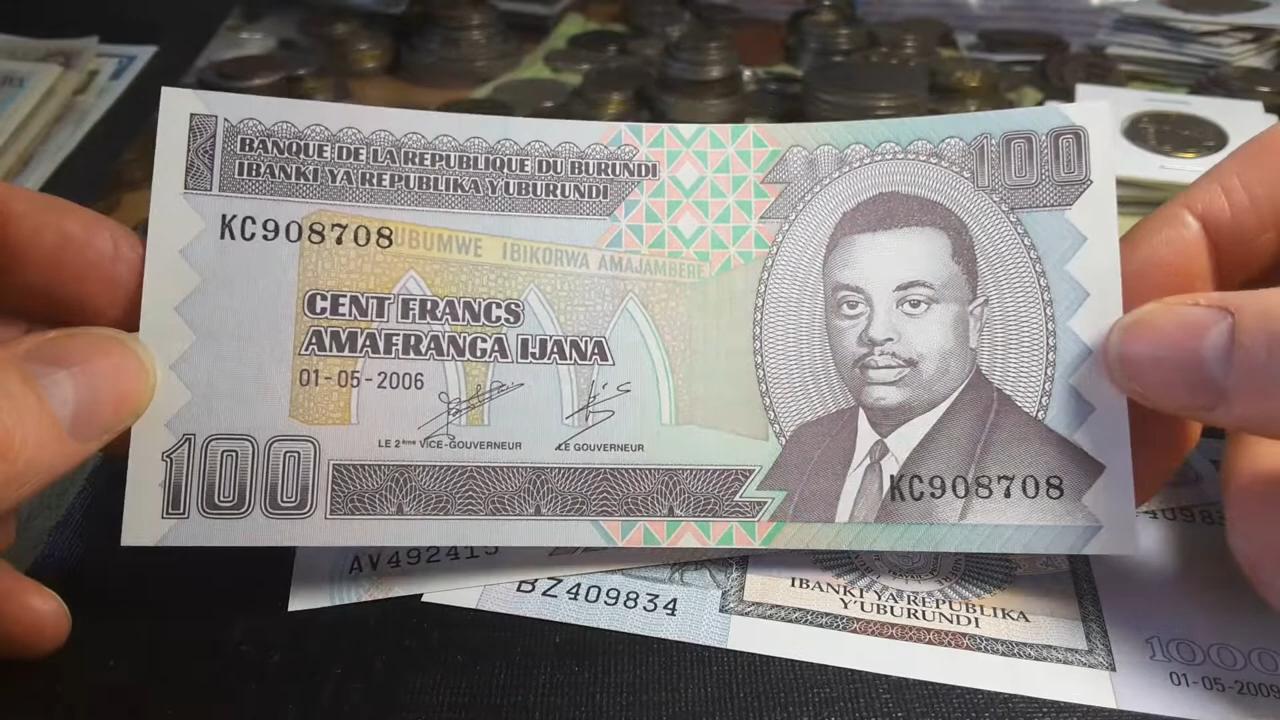 BANQUE DE LA REPUBLIQUE DU BURUNDI
IBANKI YA REPUBLIKA Y'UBURUNDI
100
KC908708
UBUMWE IBIKORWA AMAJAMBERE
CENT FRANCS
AMAFRANGA IJANA
01-05-2006
LE 2ème VICE-GOUVERNEUR
LE GOUVERNEUR
100
KC908708
AV492415
BZ409834
IBANKI YA REPUBLIKA
Y'UBURUNDI
1000
01-05-2009